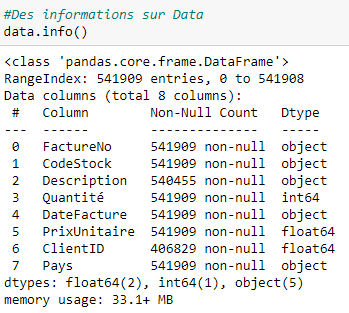 #Des informations sur Data
data.info()
<class 'pandas.core.frame.DataFrame'>
RangeIndex: 541909 entries, 0 to 541908
Data columns (total 8 columns):
 #   Column        Non-Null Count   Dtype
---  ------        --------------   -----
 0   FactureNo     541909 non-null  object
 1   CodeStock     541909 non-null  object
 2   Description   540455 non-null  object
 3   Quantité      541909 non-null  int64
 4   DateFacture   541909 non-null  object
 5   PrixUnitaire  541909 non-null  float64
 6   ClientID      406829 non-null  float64
 7   Pays          541909 non-null  object
dtypes: float64(2), int64(1), object(5)
memory usage: 33.1+ MB